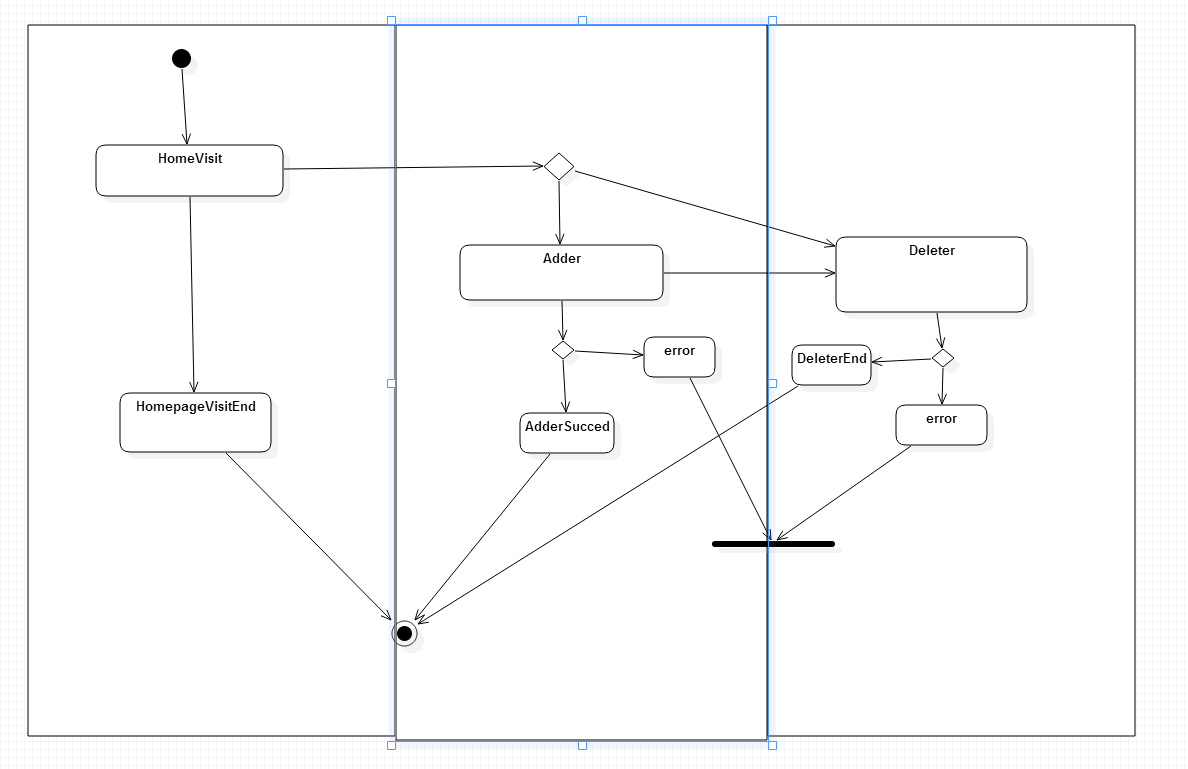 HomeVisit
Adder
Deleter
error
DeleterEnd
HomepageVisitEnd
AdderSucced
error